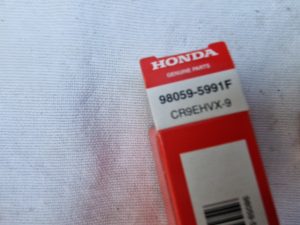 HONDA
GENUINE PARTS
98059-5991F
CR9EHVX-9